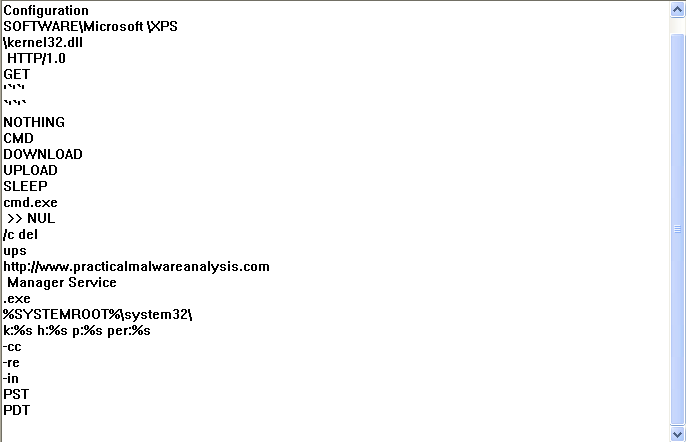 Configuration
SOFTWARE\Microsoft \XPS
\kernel32.dll
 HTTP/1.0
GET
'`'`'
`'`'`
NOTHING
CMD
DOWNLOAD
UPLOAD
SLEEP
cmd.exe
 >> NUL
/c del
ups
http://www.practicalmalwareanalysis.com
 Manager Service
.exe
%SYSTEMROOT%\system32\
k:%s h:%s p:%s per:%s
-cc
-re
-in
PST
PDT